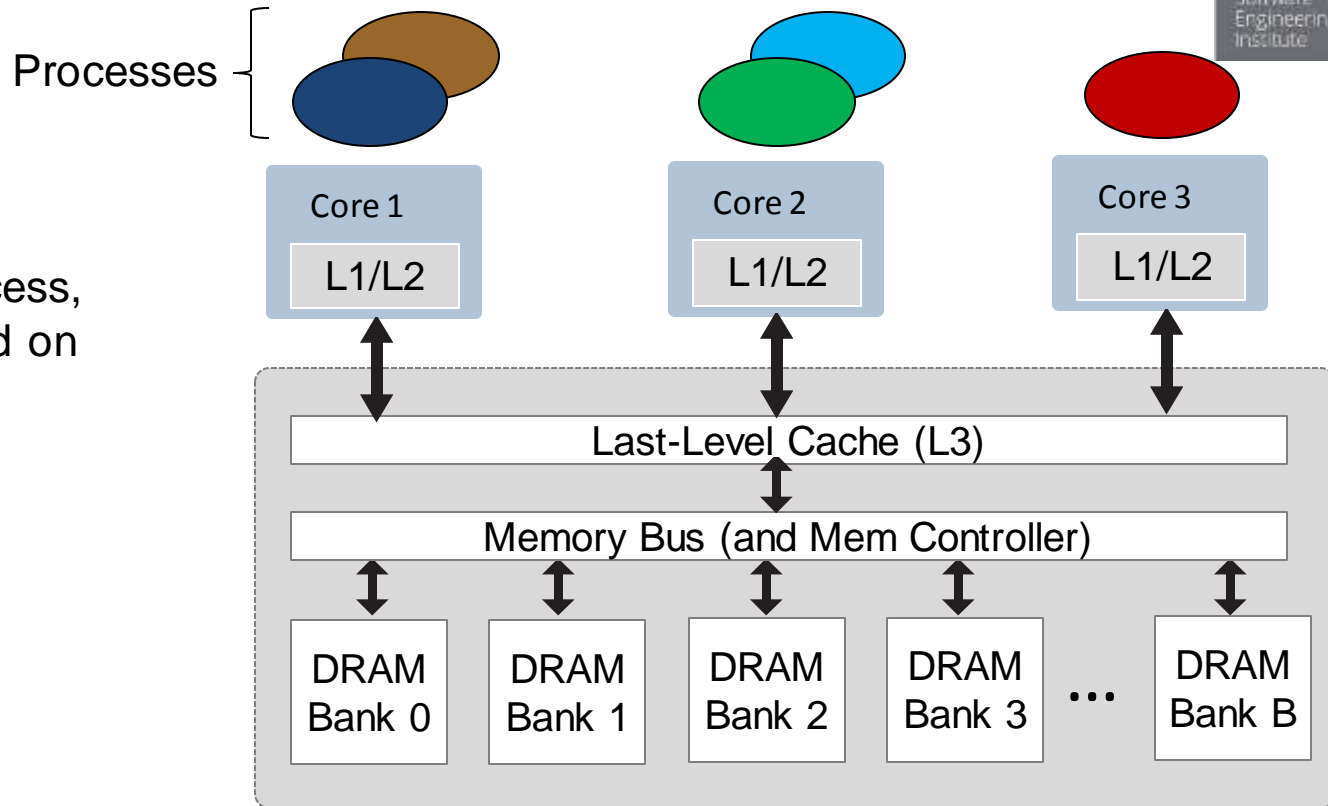 Software
Engineerin
Institute
Processes
Core 1
Core 2
Core 3
L1/L2
L1/L2
L1/L2
cess,
d on
Last-Level Cache (L3)
Memory Bus (and Mem Controller)
DRAM
Bank 0
DRAM
Bank 1
DRAM
Bank 2
DRAM
Bank 3
...
DRAM
Bank B